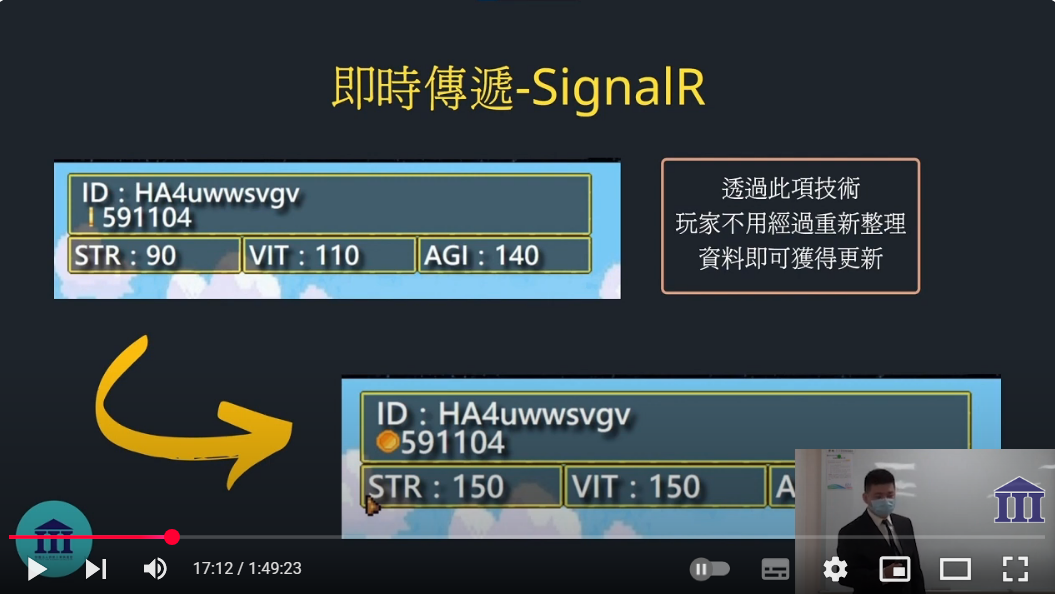 即時傳遞-SignalR
ID : HA4uwwsvgv
591104
STR : 90
VIT : 110
AGI : 140
透過此項技術
玩家不用經過重新整理
資料即可獲得更新
ID : HA4uwwsvgv
591104
STR : 150
VIT : 150
A
17:12 / 1:49:23